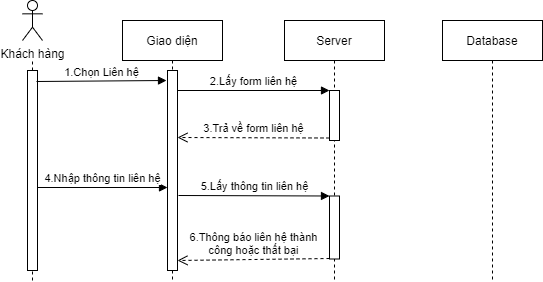 Khách hàng
Giao diện
Server
Database
1.Chọn Liên hệ
2.Lấy form liên hệ
3.Trả về form liên hệ
4.Nhập thông tin liên hệ
5.Lấy thông tin liên hệ
6.Thông báo liên hệ thành
công hoặc thất bại